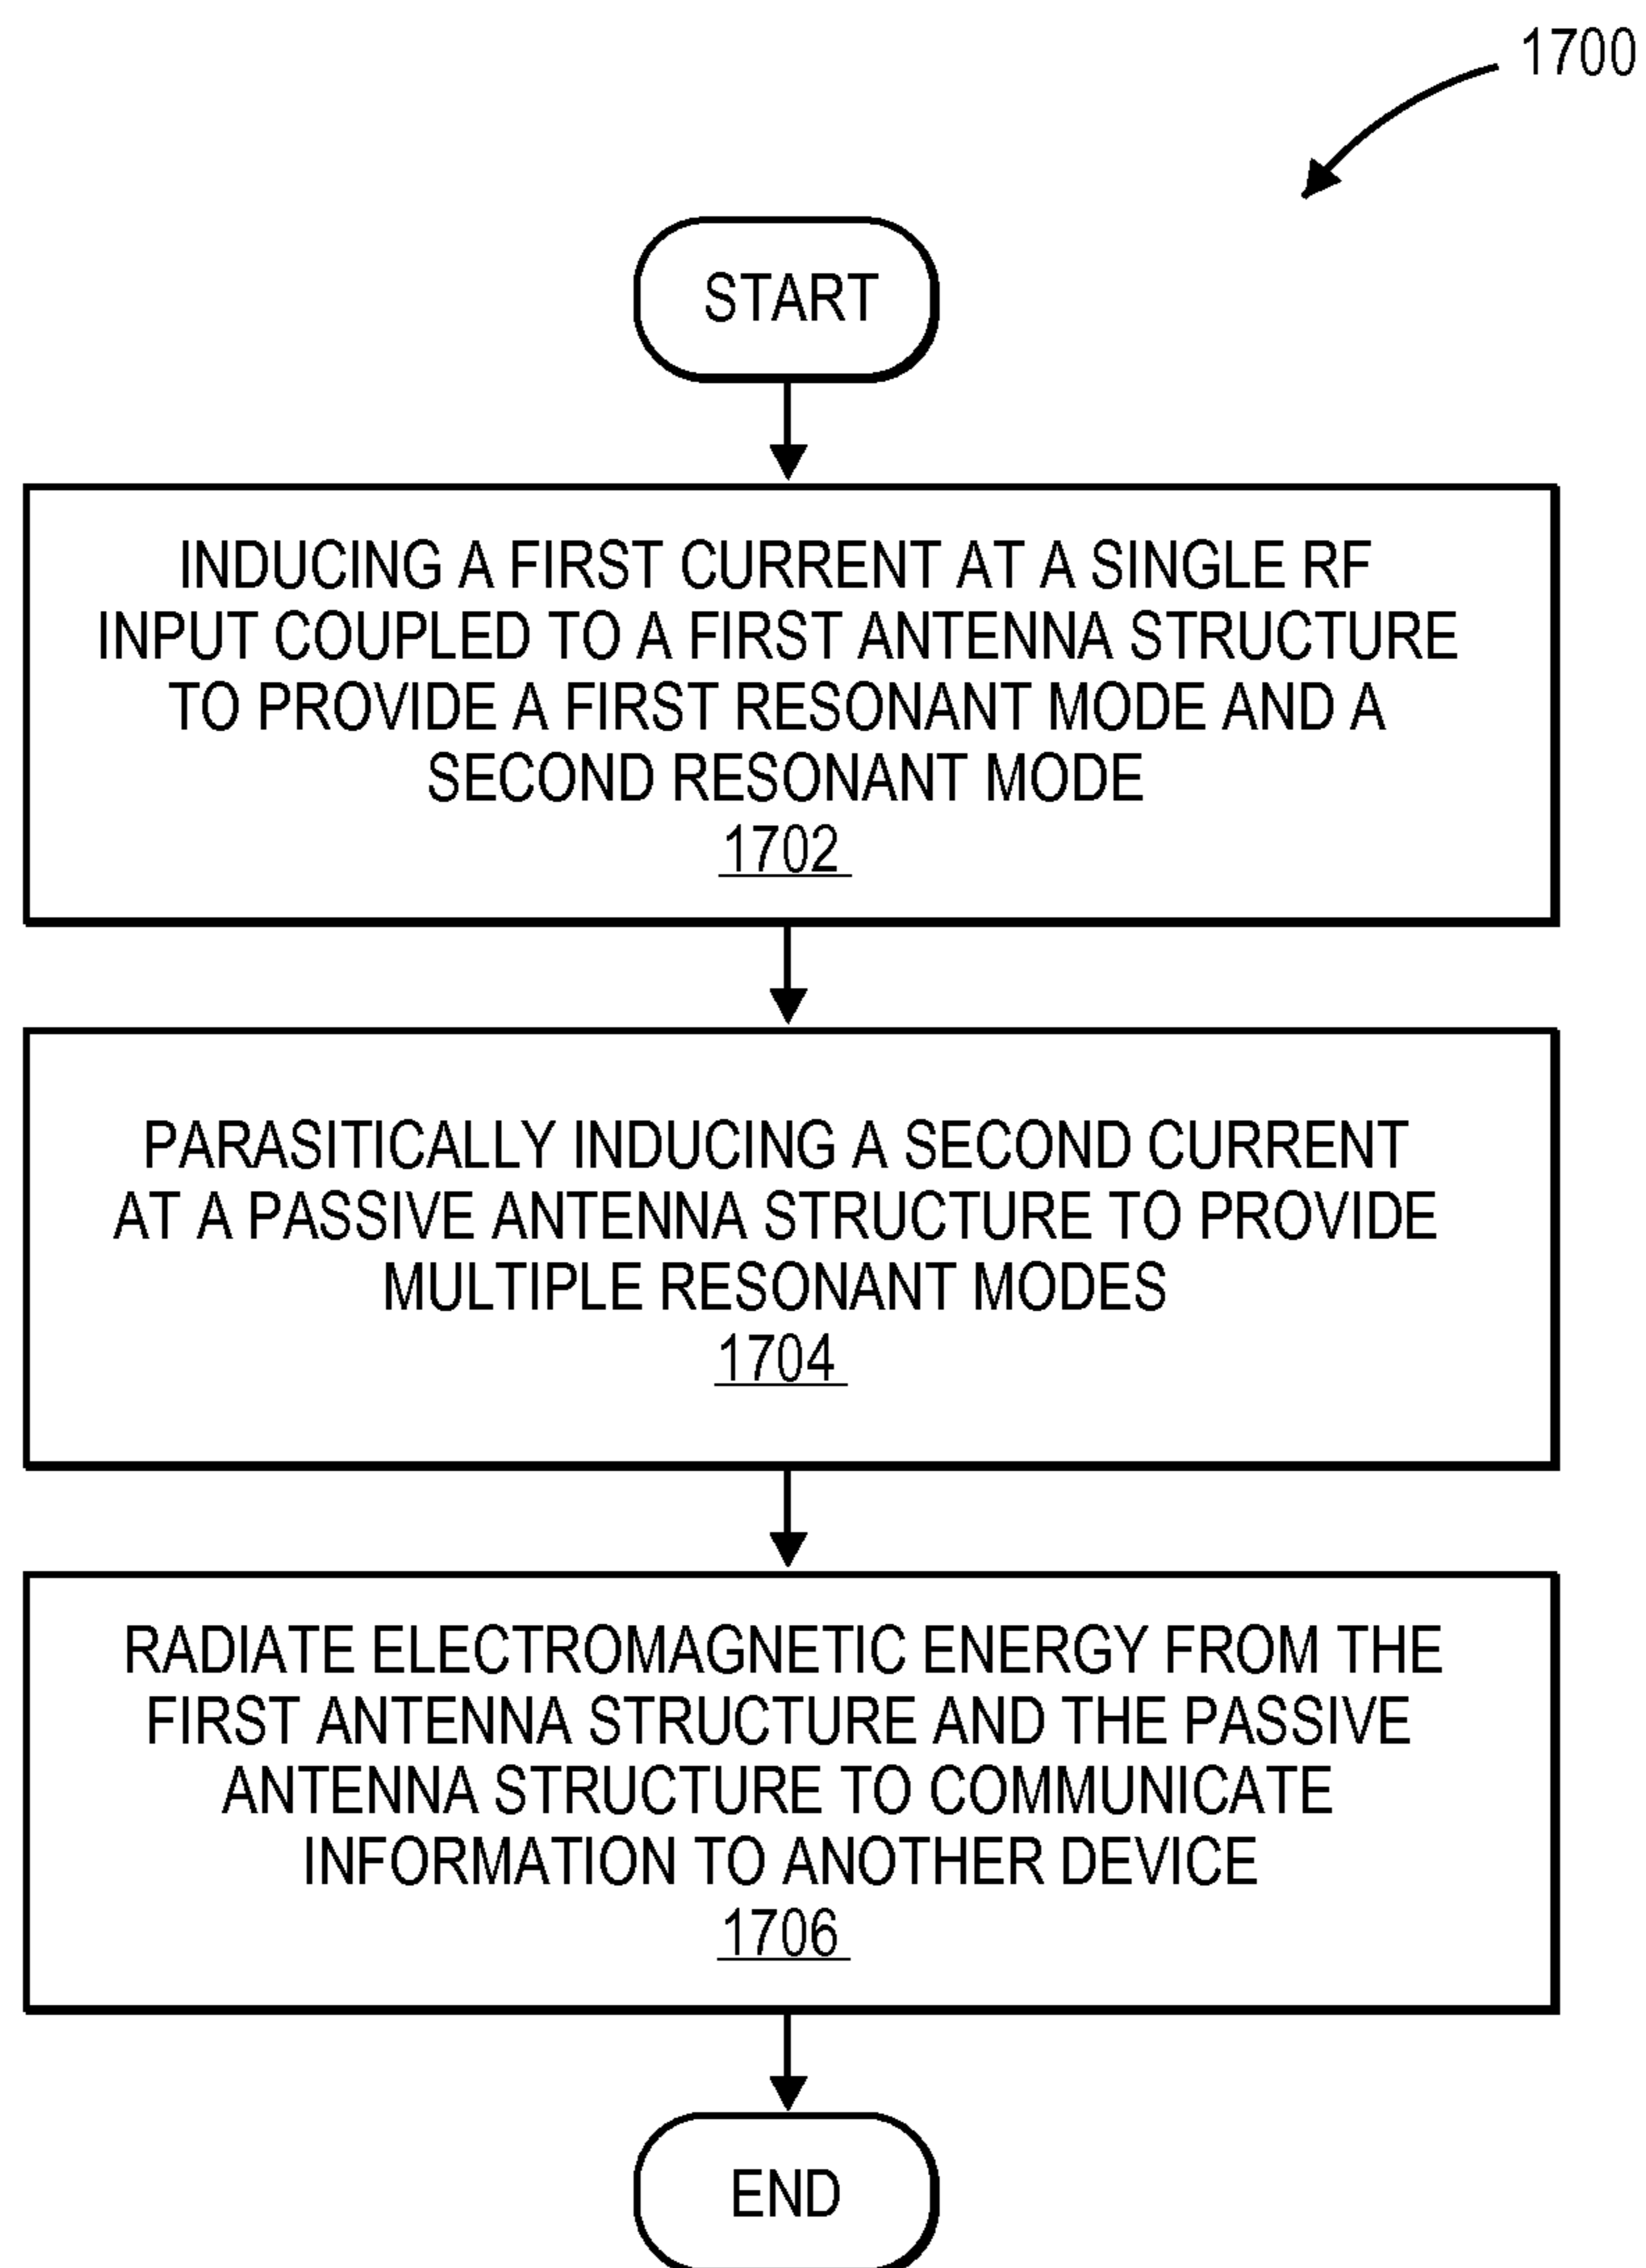 1700
START
INDUCING A FIRST CURRENT AT A SINGLE RF
INPUT COUPLED TO A FIRST ANTENNA STRUCTURE
TO PROVIDE A FIRST RESONANT MODE AND A
SECOND RESONANT MODE
1702
PARASITICALLY INDUCING A SECOND CURRENT
AT A PASSIVE ANTENNA STRUCTURE TO PROVIDE
MULTIPLE RESONANT MODES
1704
RADIATE ELECTROMAGNETIC ENERGY FROM THE
FIRST ANTENNA STRUCTURE AND THE PASSIVE
ANTENNA STRUCTURE TO COMMUNICATE
INFORMATION TO ANOTHER DEVICE
1706
END